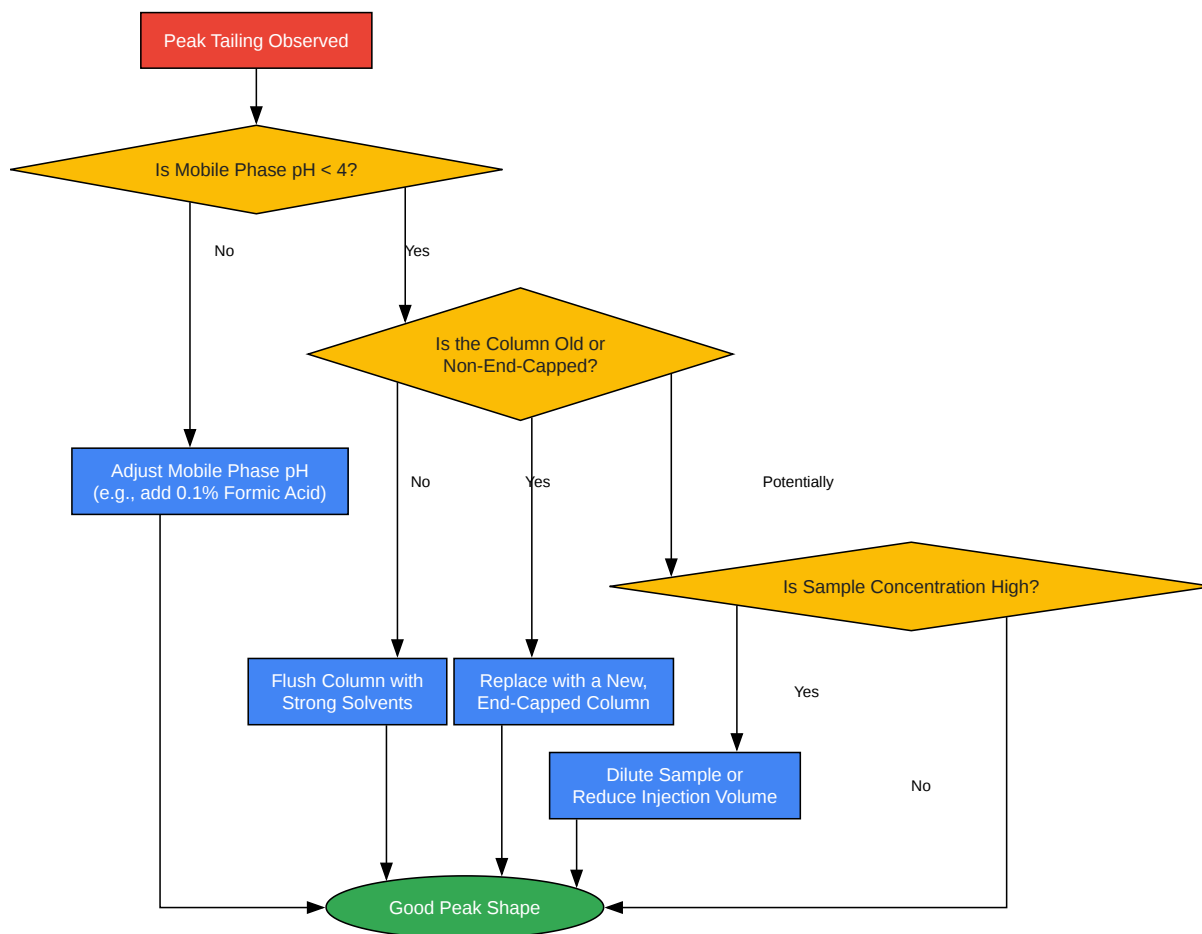 Peak Tailing Observed
Is Mobile Phase pH < 4?
No
Yes
Is the Column Old or
Non-End-Capped?
Adjust Mobile Phase pH
(e.g., add 0.1% Formic Acid)
No
Yes
Potentially
Is Sample Concentration High?
Flush Column with
Strong Solvents
Replace with a New,
End-Capped Column
Yes
Dilute Sample or
Reduce Injection Volume
No
Good Peak Shape